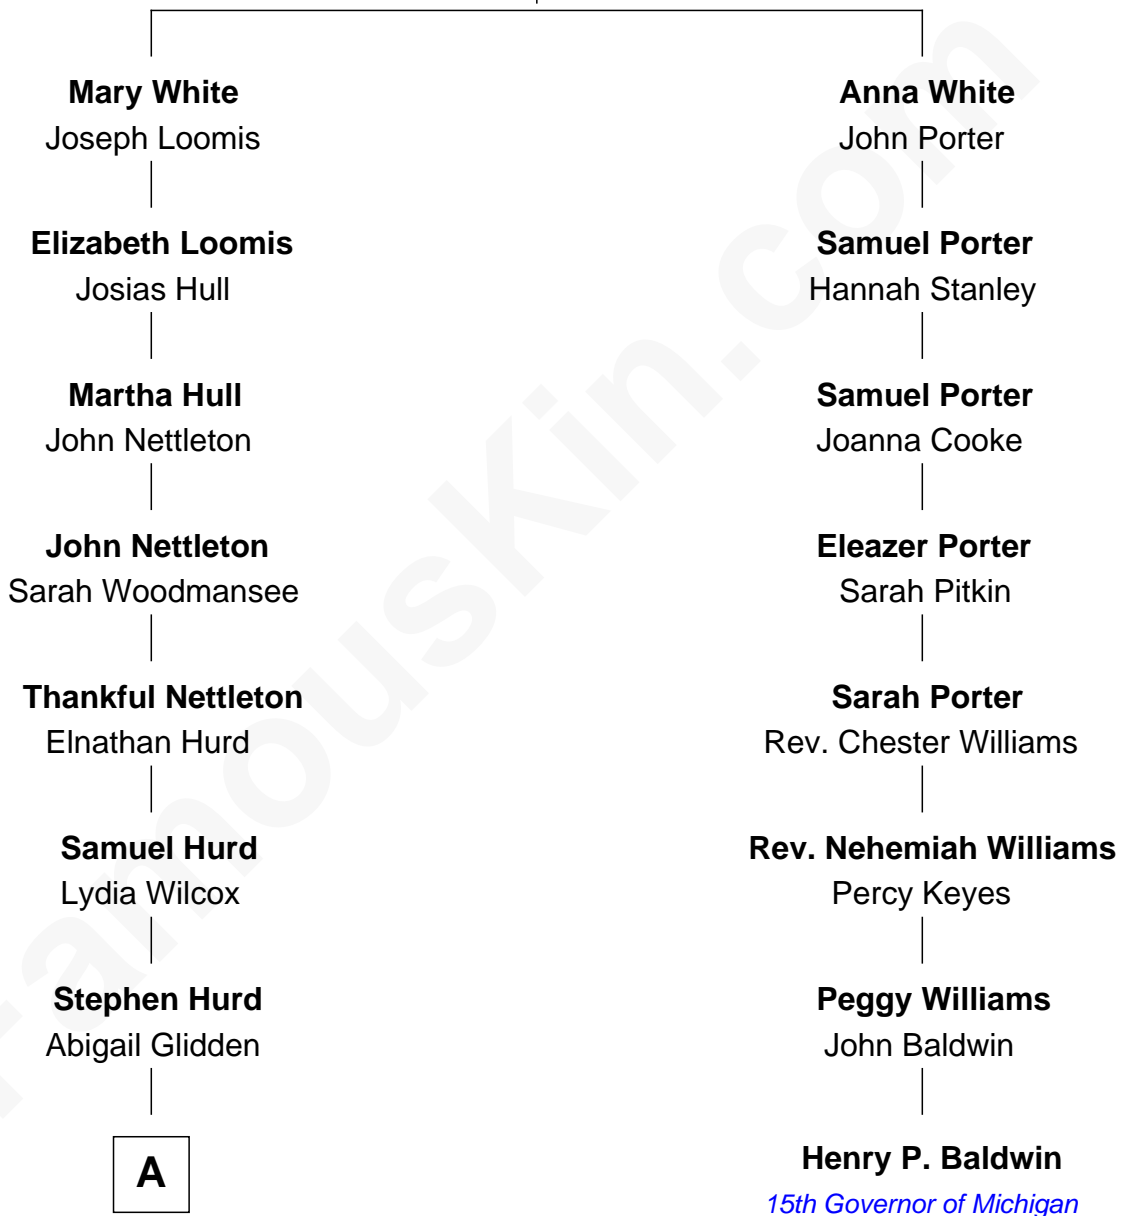 Mary White
Joseph Loomis
Elizabeth Loomis
Josias Hull
Martha Hull
John Nettleton
John Nettleton
Sarah Woodmansee
Thankful Nettleton
Elnathan Hurd
Samuel Hurd
Lydia Wilcox
Stephen Hurd
Abigail Glidden
A
Anna White
John Porter
Samuel Porter
Hannah Stanley
Samuel Porter
Joanna Cooke
Eleazer Porter
Sarah Pitkin
Sarah Porter
Rev. Chester Williams
Rev. Nehemiah Williams
Percy Keyes
Peggy Williams
John Baldwin
Henry P. Baldwin
15th Governor of Michigan
FamousKin.com